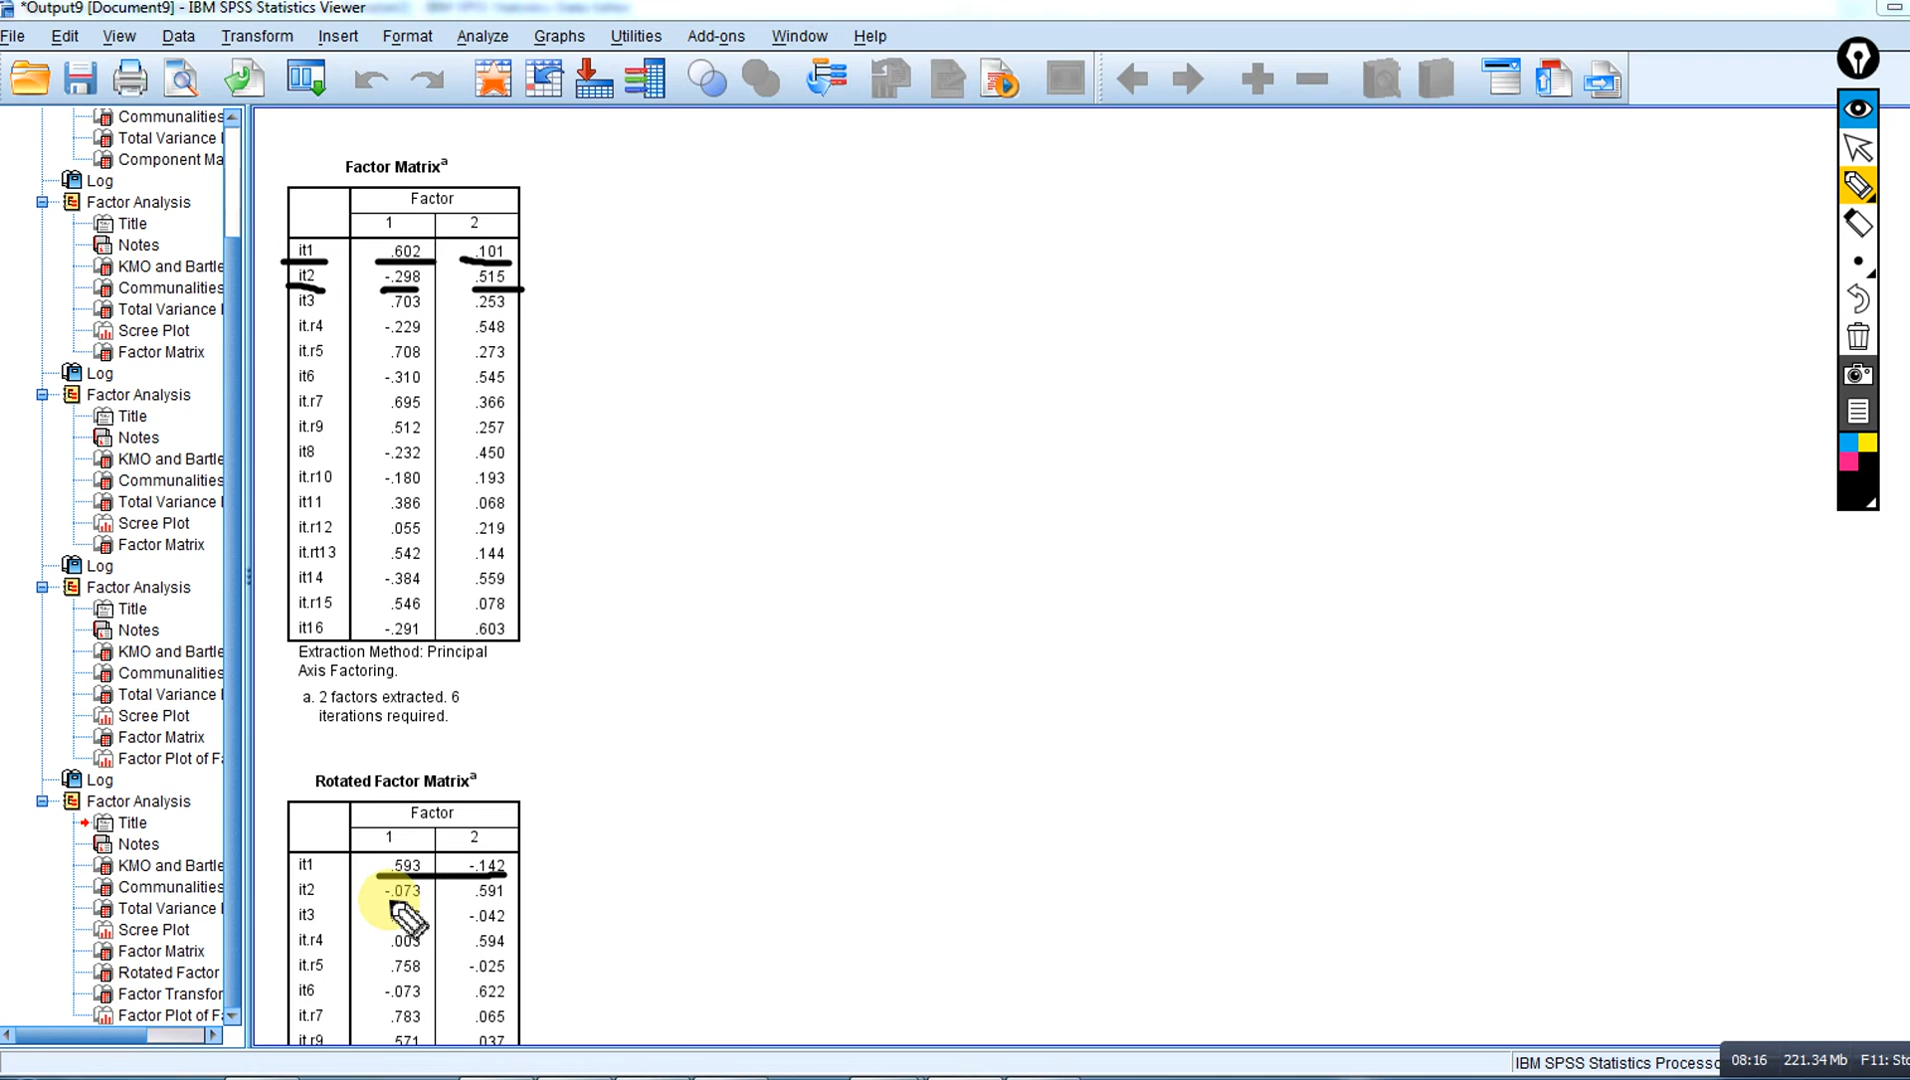 *Output9 [Document9] - IBM SPSS Statistics Viewer
File Edit View Data Transform Insert Format Analyze Graphs Utilities Add-ons Window Help
Communalities
Total Variance
Component Ma
Log
Factor Analysis
Title
Notes
KMO and Bartle
Communalities
Total Variance
Scree Plot
Factor Matrix
Log
Factor Analysis
Title
Notes
KMO and Bartle
Communalities
Total Variance
Scree Plot
Factor Matrix
Log
Factor Analysis
Title
Notes
KMO and Bartle
Communalities
Total Variance
Scree Plot
Factor Matrix
Factor Plot of F
Log
Factor Analysis
Title
Notes
KMO and Bartle
Communalities
Total Variance
Scree Plot
Factor Matrix
Rotated Factor
Factor Transfor
Factor Plot of F
Factor Matrix a
Factor
1 2
it1 .602 .101
it2 -.298 .515
it3 .703 .253
it.r4 -.229 .548
it.r5 .708 .273
it6 -.310 .545
it.r7 .695 .366
it.r9 .512 .257
it8 -.232 .450
it.r10 -.180 .193
it11 .386 .068
it.r12 .055 .219
it.rt13 .542 .144
it14 -.384 .559
it.r15 .546 .078
it16 -.291 .603
Extraction Method: Principal
Axis Factoring.
a. 2 factors extracted. 6
iterations required.
Rotated Factor Matrix a
Factor
1 2
it1 .593 -.142
it2 -.073 .591
it3 -.042
it.r4 .003 .594
it.r5 .758 -.025
it6 -.073 .622
it.r7 .783 .065
it.r9 .571 .037
IBM SPSS Statistics Processo
08:16 221.34 Mb F11: Sto